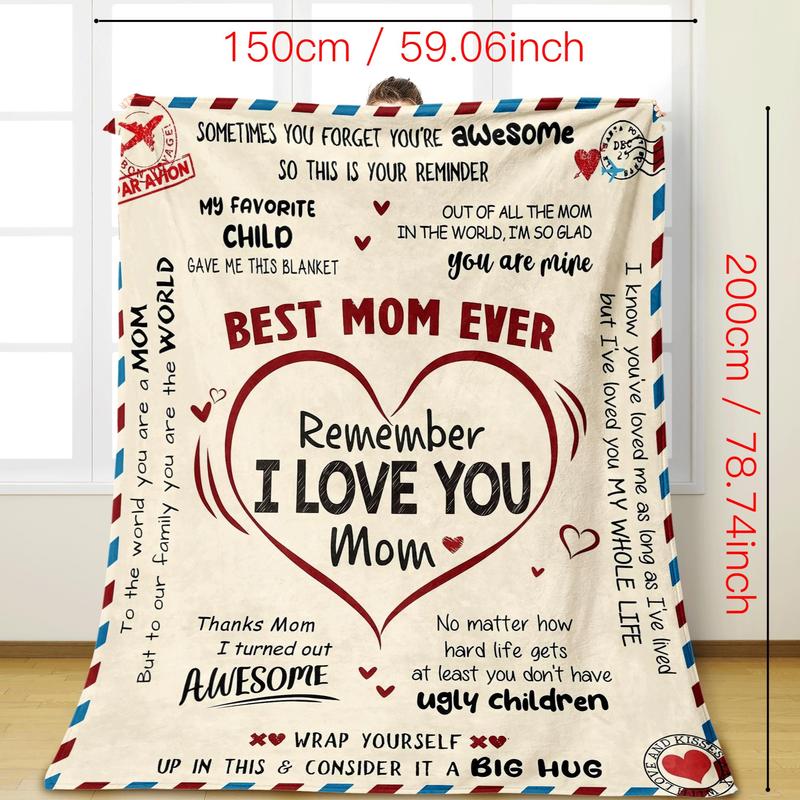 150cm / 59.06inch
SOMETIMES YOU FORGET YOU'RE awesome
SO THIS IS YOUR REMINDER
BON VOYAGE!
PAR AVION
DEC
25
MY FAVORITE
CHILD
GAVE ME THIS BLANKET
OUT OF ALL THE MOM
IN THE WORLD, I'M SO GLAD
you are mine
To the world you are a MOM
But to our family you are the WORLD
BEST MOM EVER
Remember
I LOVE YOU
Mom
I know you've loved me as long as I've lived
but I've loved you MY WHOLE LIFE
200cm / 78.74inch
Thanks Mom
I turned out
AWESOME
No matter how
hard life gets
at least you don't have
ugly children
WRAP YOURSELF
UP IN THIS & CONSIDER IT A BIG HUG
WITH LOVE AND KISSES